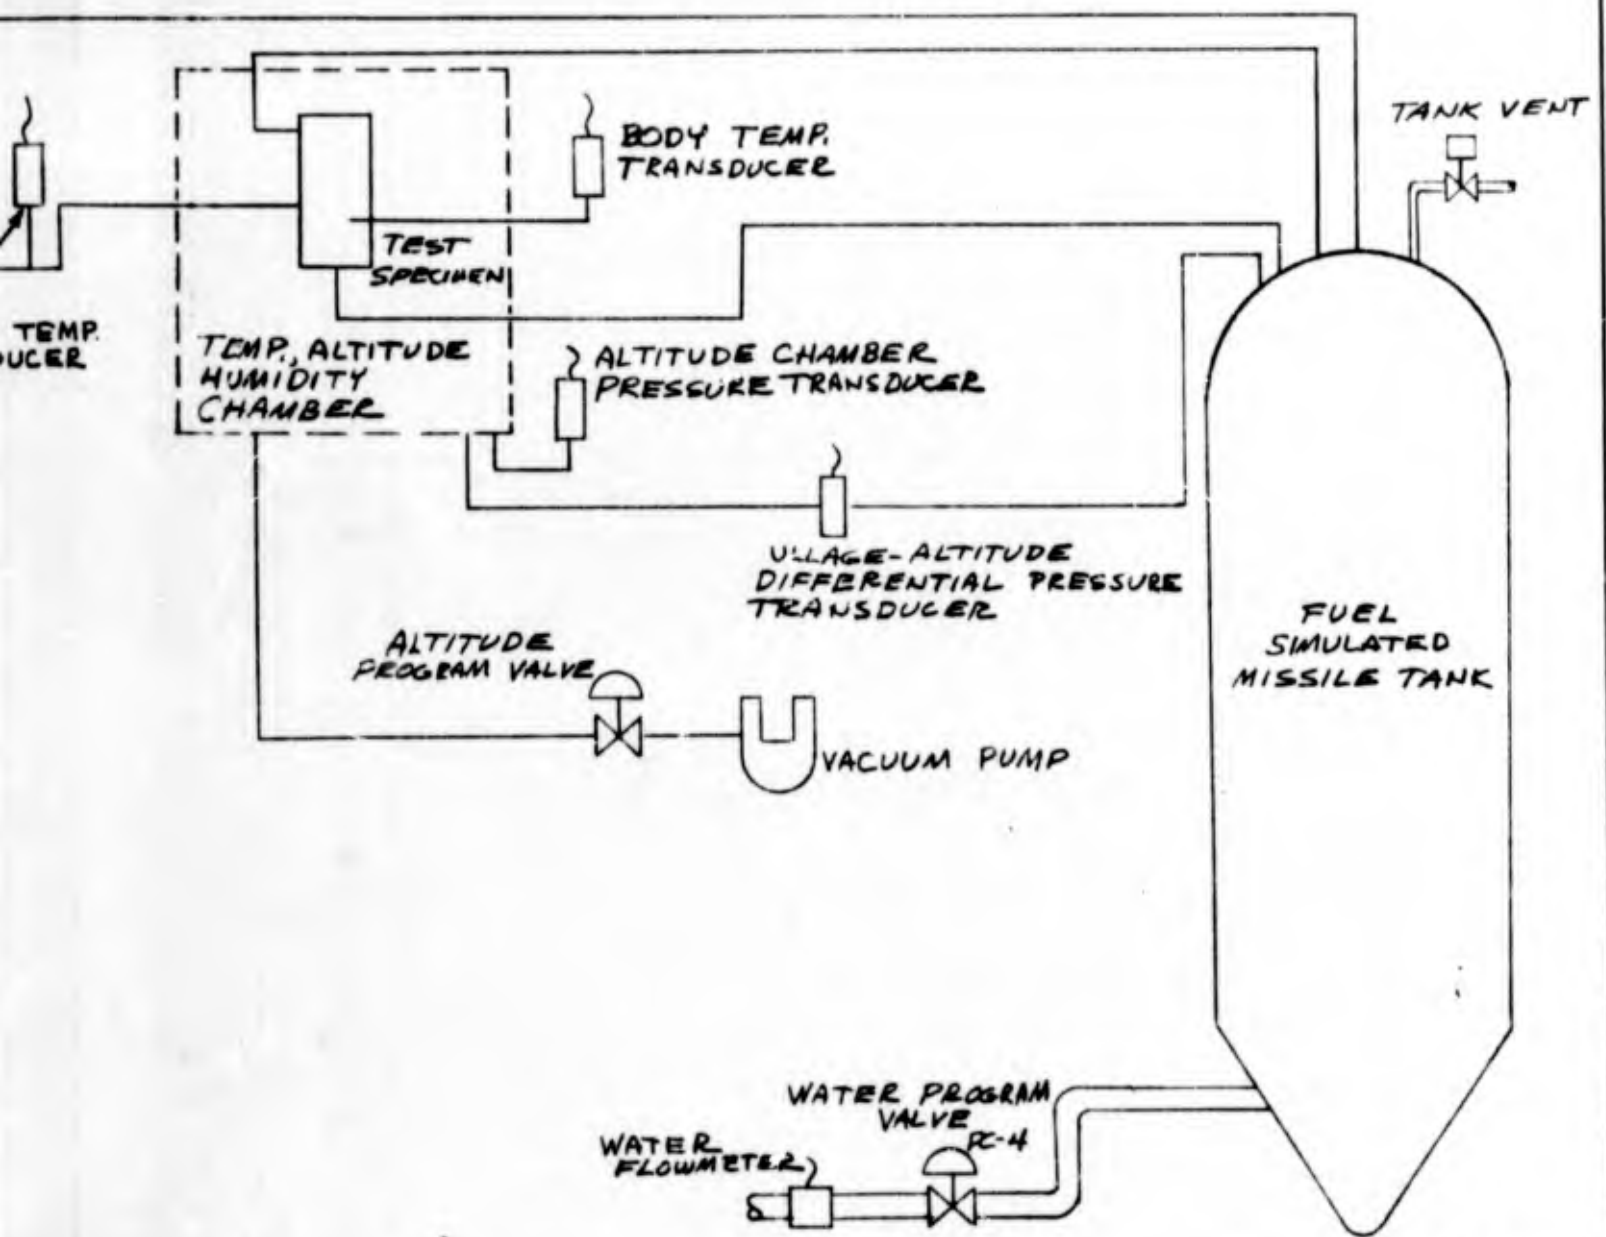 TANK VENT
BODY TEMP.
TRANSDUCER
TEST
SPECIMEN
TEMP.
DUCER
TEMP., ALTITUDE
HUMIDITY
CHAMBER
ALTITUDE CHAMBER
PRESSURE TRANSDUCER
ULLAGE-ALTITUDE
DIFFERENTIAL PRESSURE
TRANSDUCER
FUEL
SIMULATED
MISSILE TANK
ALTITUDE
PROGRAM VALVE
VACUUM PUMP
WATER PROGRAM
VALVE
PC-4
WATER
FLOWMETER